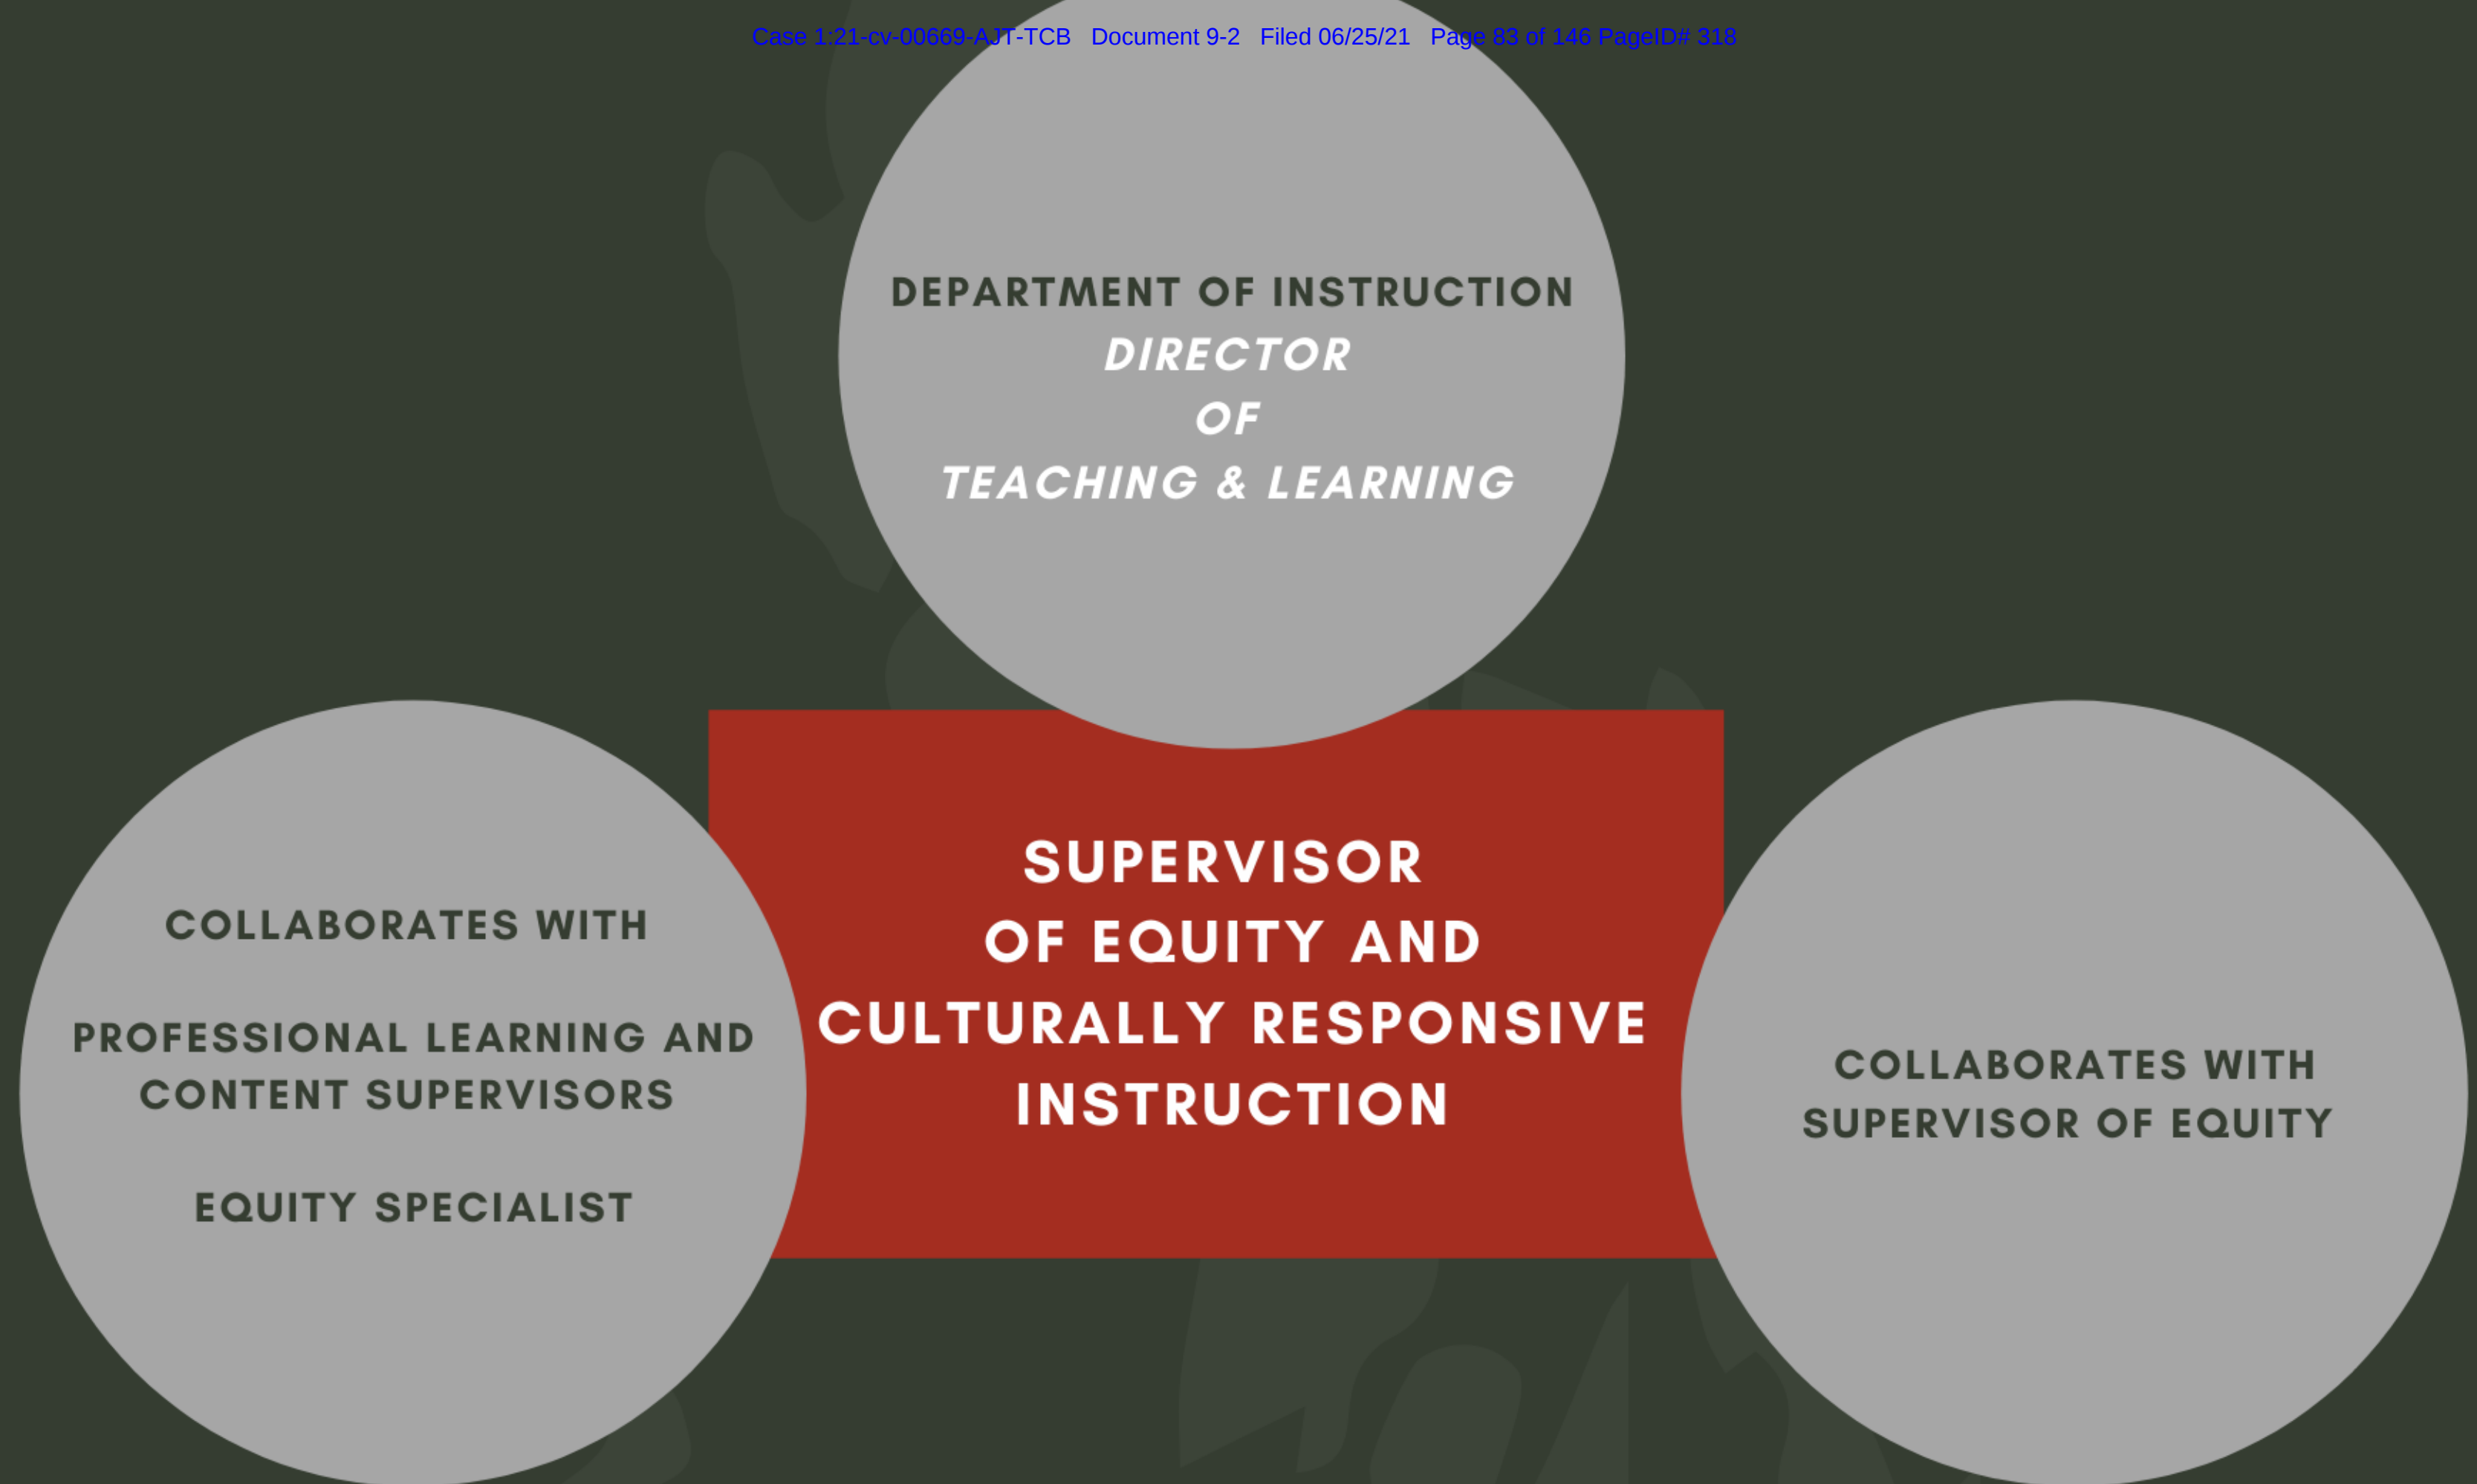 Case 1:21-cv-00669-AJT-TCB Document 9-2 Filed 06/25/21 Page 83 of 146 PageID# 318
DEPARTMENT OF INSTRUCTION
DIRECTOR
OF
TEACHING & LEARNING
SUPERVISOR
OF EQUITY AND
CULTURALLY RESPONSIVE
INSTRUCTION
COLLABORATES WITH
PROFESSIONAL LEARNING AND
CONTENT SUPERVISORS
EQUITY SPECIALIST
COLLABORATES WITH
SUPERVISOR OF EQUITY